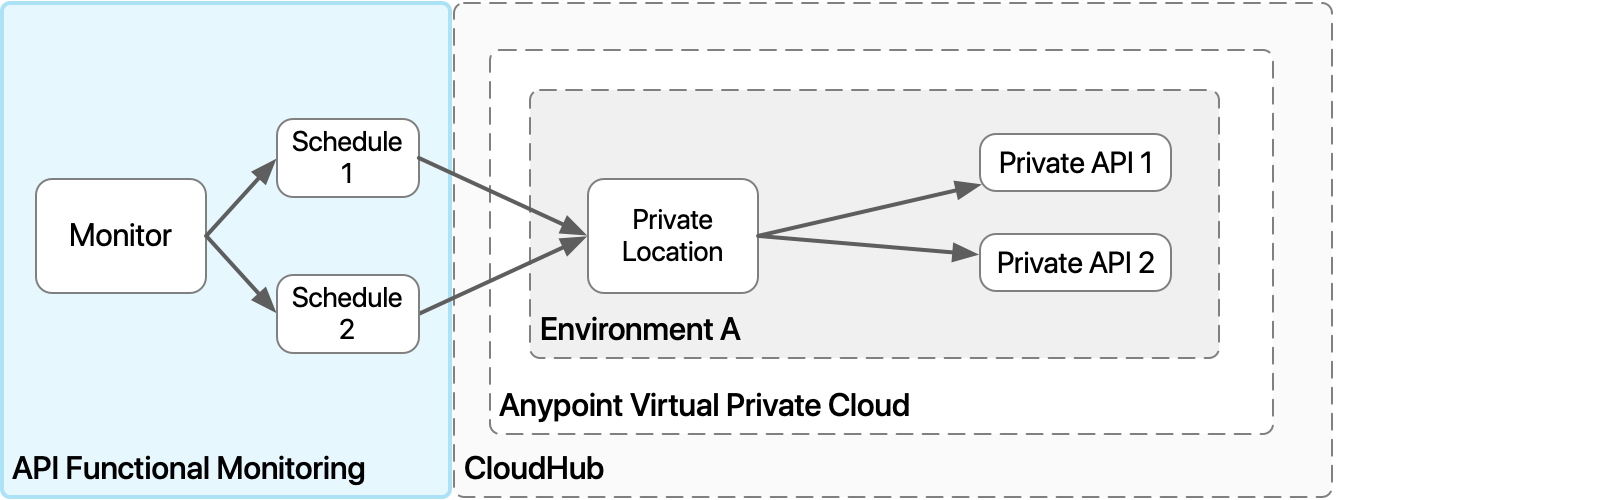 Monitor
Schedule
1
Schedule
2
API Functional Monitoring
Private
Location
Private API 1
Private API 2
Environment A
Anypoint Virtual Private Cloud
CloudHub